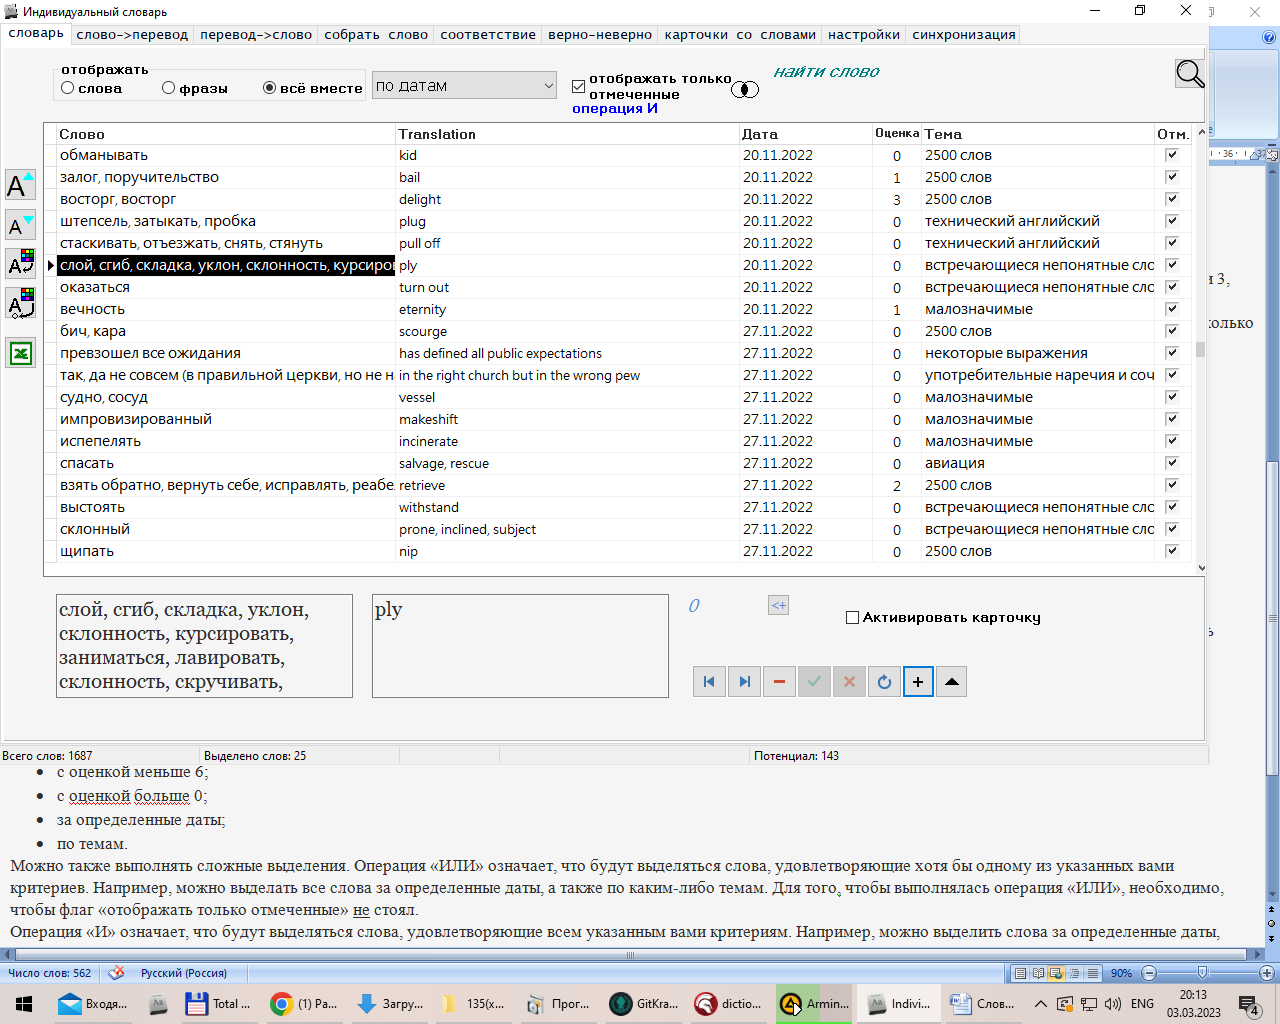 Индивидуальный словарь
словарь слово->перевод перевод->слово собрать слово соответствие верно-неверно карточки со словами настройки синхронизация
отображать
слова фразы всё вместе
по датам
отображать только
отмеченные
операция И
найти слово
Слово Translation Дата Оценка Тема Отм.
обманывать kid 20.11.2022 0 2500 слов
залог, поручительство bail 20.11.2022 1 2500 слов
восторг, восторг delight 20.11.2022 3 2500 слов
штепсель, затыкать, пробка plug 20.11.2022 0 технический английский
стаскивать, отъезжать, снять, стянуть pull off 20.11.2022 0 технический английский
слой, сгиб, складка, уклон, склонность, курсиров ply 20.11.2022 0 встречающиеся непонятные сло
оказаться turn out 20.11.2022 0 встречающиеся непонятные сло
вечность eternity 20.11.2022 1 малозначимые
бич, кара scourge 27.11.2022 0 2500 слов
превзошел все ожидания has defined all public expectations 27.11.2022 0 некоторые выражения
так, да не совсем (в правильной церкви, но не н in the right church but in the wrong pew 27.11.2022 0 употребительные наречия и соч
судно, сосуд vessel 27.11.2022 0 малозначимые
импровизированный makeshift 27.11.2022 0 малозначимые
испепелять incinerate 27.11.2022 0 малозначимые
спасать salvage, rescue 27.11.2022 0 авиация
взять обратно, вернуть себе, исправлять, реабе retrieve 27.11.2022 2 2500 слов
выстоять withstand 27.11.2022 0 встречающиеся непонятные сло
склонный prone, inclined, subject 27.11.2022 0 встречающиеся непонятные сло
щипать nip 27.11.2022 0 2500 слов
слой, сгиб, складка, уклон,
склонность, курсировать,
заниматься, лавировать,
склонность, скручивать,
ply
0
<+
Активировать карточку
Всего слов: 1687 Выделено слов: 25 Потенциал: 143
• с оценкой меньше 6;
• с оценкой больше 0;
• за определенные даты;
• по темам.
Можно также выполнять сложные выделения. Операция «ИЛИ» означает, что будут выделяться слова, удовлетворяющие хотя бы одному из указанных вами
критериев. Например, можно выделать все слова за определенные даты, а также по каким-либо темам. Для того, чтобы выполнялась операция «ИЛИ», необходимо,
чтобы флаг «отображать только отмеченные» не стоял.
Операция «И» означает, что будут выделяться слова, удовлетворяющие всем указанным вами критериям. Например, можно выделить слова за определенные даты,
Число слов: 562 Русский (Россия) 90%
Входя... Total ... (1) Ра... Загру... 135(x... Прог... GitKra... dictio... Armin... Indivi... Слов... ENG 20:13
03.03.2023
4